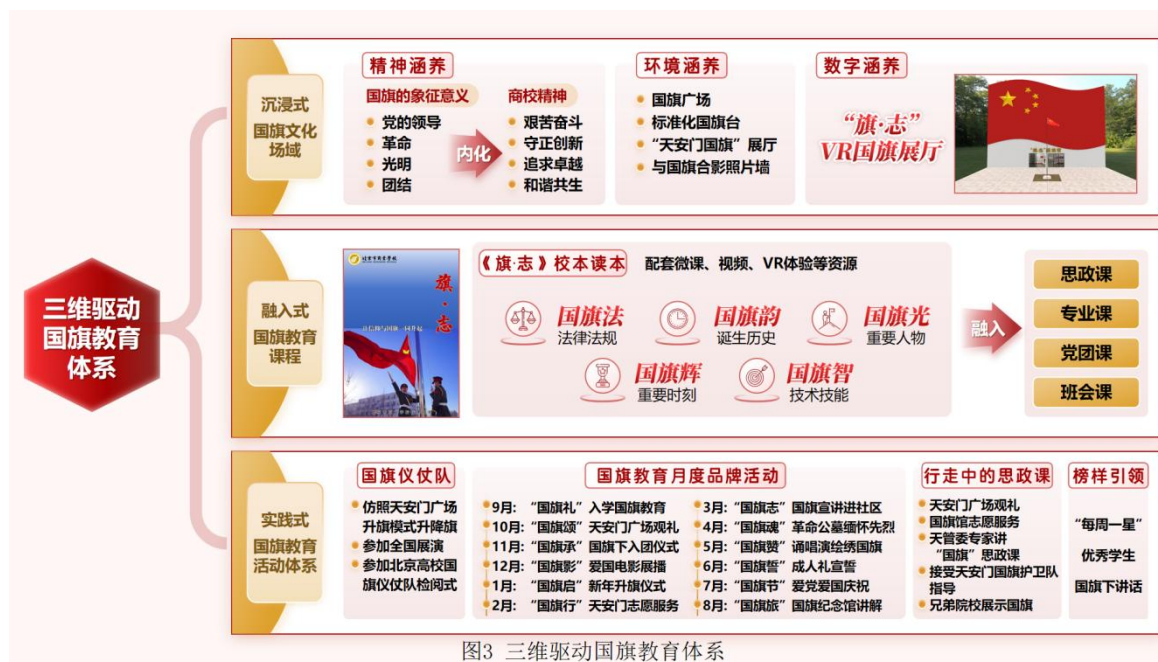 三维驱动
国旗教育
体系
沉浸式
国旗文化
场域
精神涵养
国旗的象征意义
党的领导
革命
光明
团结
内化
商校精神
艰苦奋斗
守正创新
追求卓越
和谐共生
环境涵养
国旗广场
标准化国旗台
“天安门国旗”展厅
与国旗合影照片墙
数字涵养
“旗·志”
VR国旗展厅
融入式
国旗教育
课程
旗·志
《旗·志》校本读本
配套微课、视频、VR体验等资源
国旗法
法律法规
国旗韵
诞生历史
国旗光
重要人物
国旗辉
重要时刻
国旗智
技术技能
融入
思政课
专业课
党团课
班会课
实践式
国旗教育
活动体系
国旗仪仗队
仿照天安门广场
升旗模式升降旗
参加全国展演
参加北京高校国
旗仪仗队检阅式
国旗教育月度品牌活动
9月：“国旗礼”入学国旗教育
10月：“国旗颂”天安门广场观礼
11月：“国旗承”国旗下入团仪式
12月：“国旗影”爱国电影展播
1月：“国旗启”新年升旗仪式
2月：“国旗行”天安门志愿服务
3月：“国旗志”国旗宣讲进社区
4月：“国旗魂”革命公墓缅怀先烈
5月：“国旗赞”诵唱演绘绣国旗
6月：“国旗誓”成人礼宣誓
7月：“国旗节”爱党爱国庆祝
8月：“国旗旅”国旗纪念馆讲解
行走中的思政课
天安门广场观礼
国旗馆志愿服务
天管委专家讲
“国旗”思政课
接受天安门国旗护卫队
指导
兄弟院校展示国旗
榜样引领
“每周一星”
优秀学生
国旗下讲话
图3 三维驱动国旗教育体系